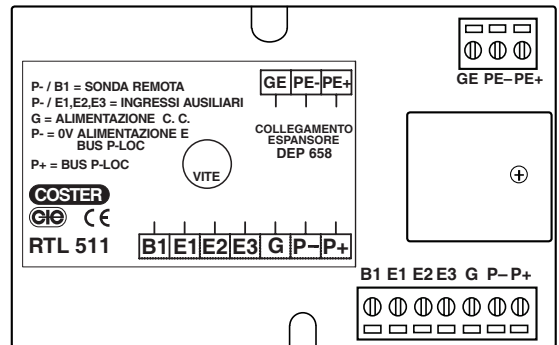 P- / B1 = SONDA REMOTA
P- / E1,E2,E3 = INGRESSI AUSILIARI
G = ALIMENTAZIONE C. C.
P- = 0V ALIMENTAZIONE E
BUS P-LOC
P+ = BUS P-LOC
GE PE- PE+
COLLEGAMENTO
ESPANSORE
DEP 658
VITE
COSTER
CE
RTL 511
B1 E1 E2 E3 G P– P+
GE PE– PE+
B1 E1 E2 E3 G P– P+